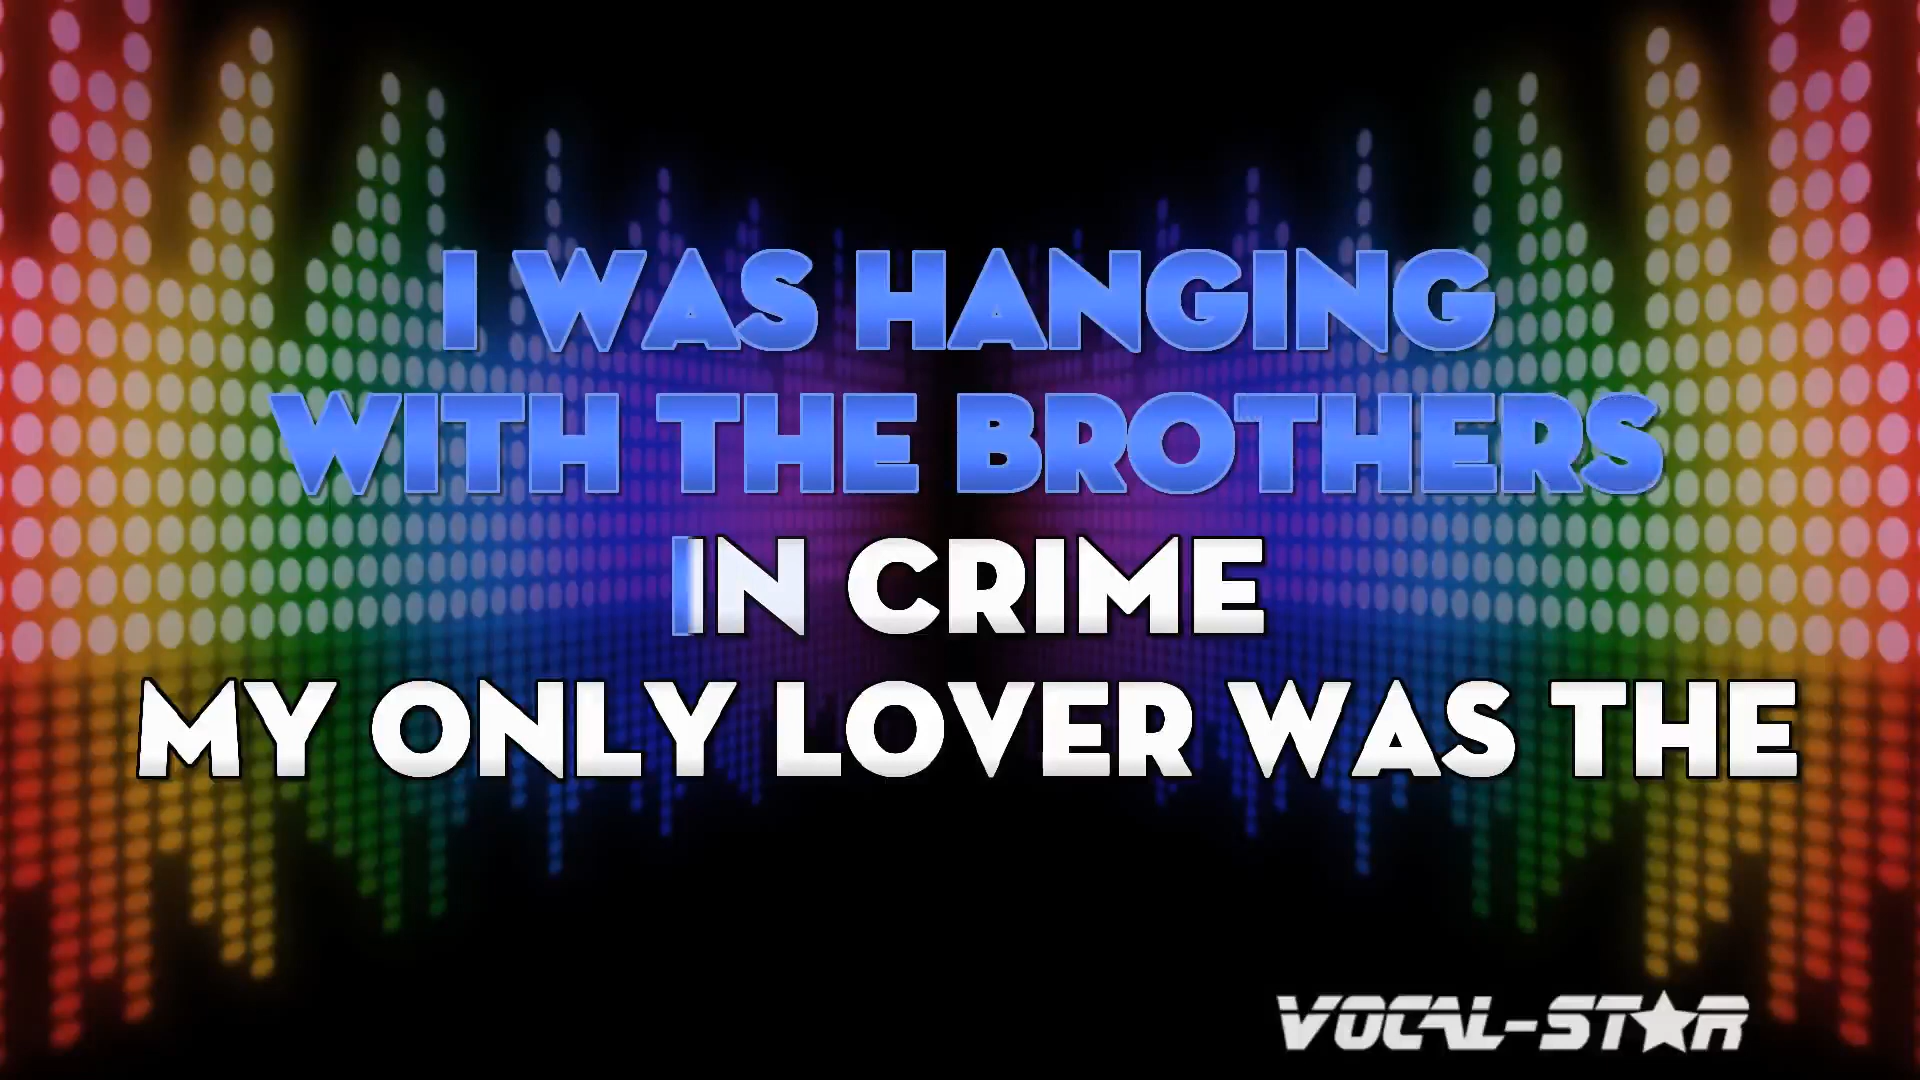 I WAS HANGING
WITH THE BROTHERS
IN CRIME
MY ONLY LOVER WAS THE
VOCAL-STAR